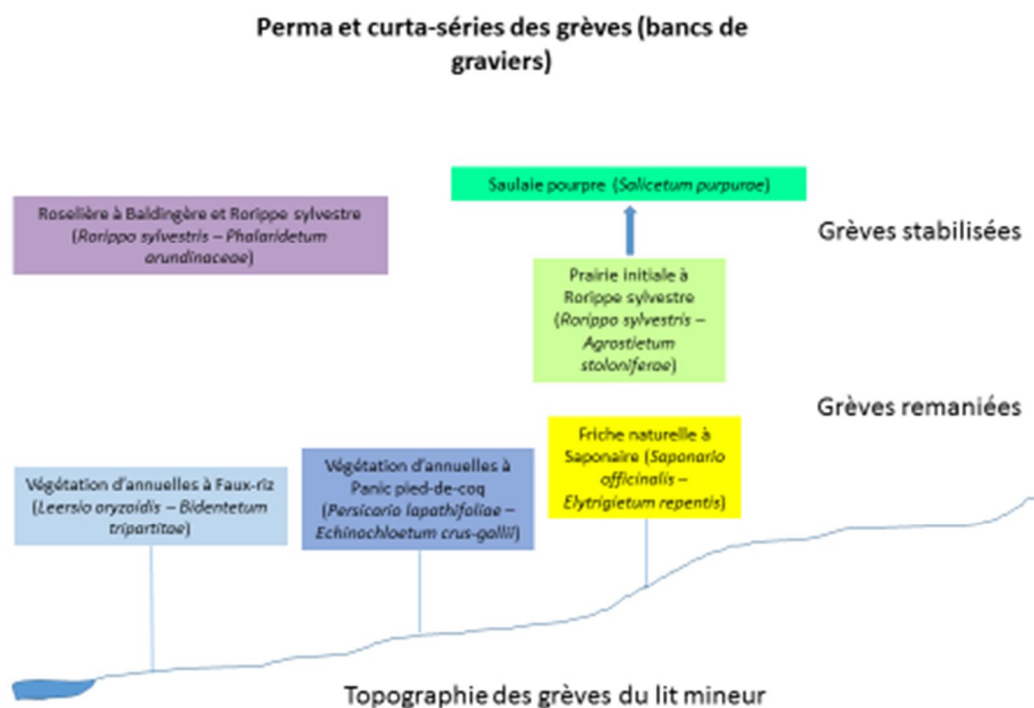 Perma et curta-séries des grèves (bancs de
graviers)
Saulaie pourpre (Salicetum purpurae)
Roselière à Baldingère et Rorippe sylvestre
(Rorippo sylvestris – Phalaridetum
arundinaceae)
Grèves stabilisées
Prairie initiale à
Rorippe sylvestre
(Rorippo sylvestris –
Agrostietum
stoloniferae)
Grèves remaniées
Friche naturelle à
Saponaire (Saponario
officinalis –
Elytrigietum repentis)
Végétation d'annuelles à
Panic pied-de-coq
(Persicario lapathifoliae –
Echinochloetum crus-gallii)
Végétation d'annuelles à Faux-riz
(Leersio oryzoidis – Bidentetum
tripartitae)
Topographie des grèves du lit mineur